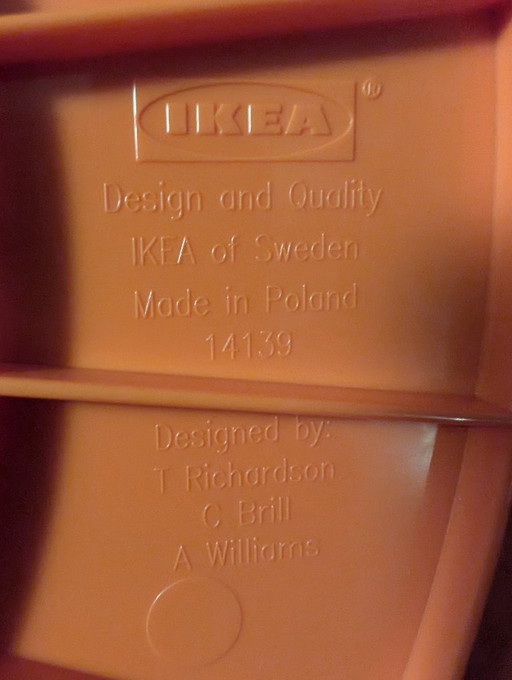 IKEA®
Design and Quality
IKEA of Sweden
Made in Poland
14139
Designed by:
T Richardson
C Brill
A Williams